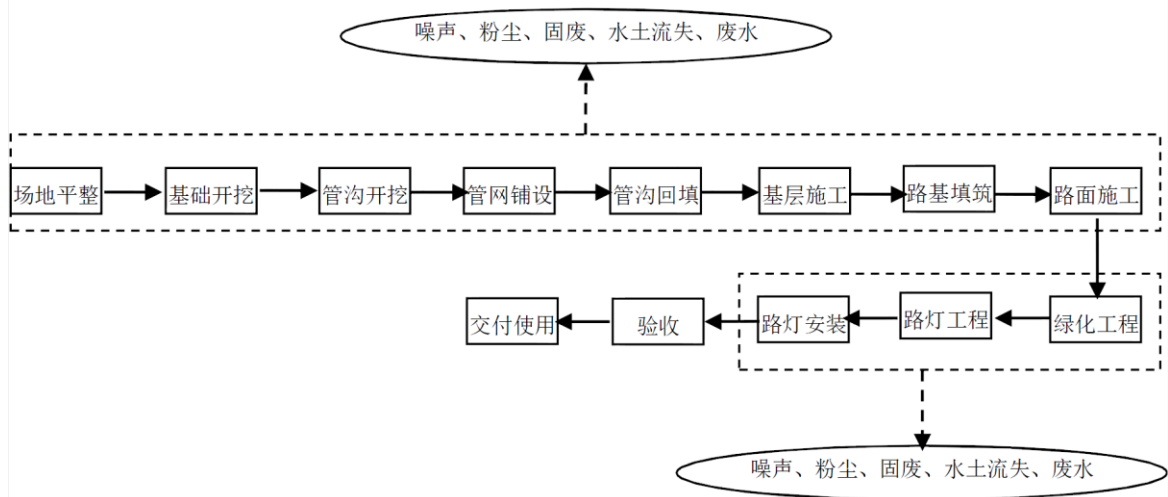 噪声、粉尘、固废、水土流失、废水
场地平整
基础开挖
管沟开挖
管网铺设
管沟回填
基层施工
路基填筑
路面施工
交付使用
验收
路灯安装
路灯工程
绿化工程
噪声、粉尘、固废、水土流失、废水